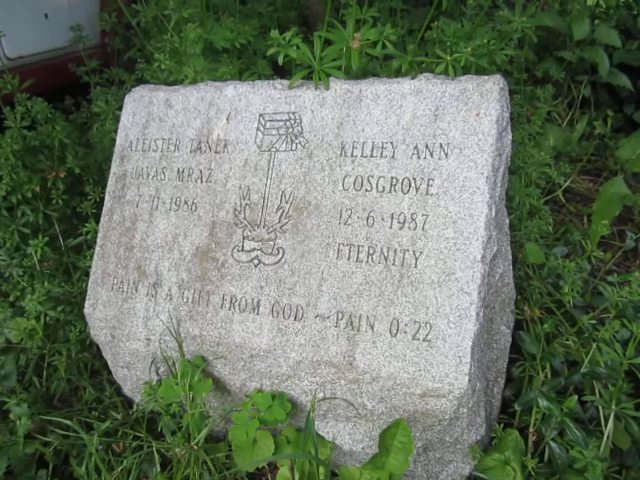 ALEISTER TANEK
JAVAS MRAZ
7·11·1986
KELLEY ANN
COSGROVE
12·6·1987
ETERNITY
PAIN IS A GIFT FROM GOD ~ PAIN 0:22